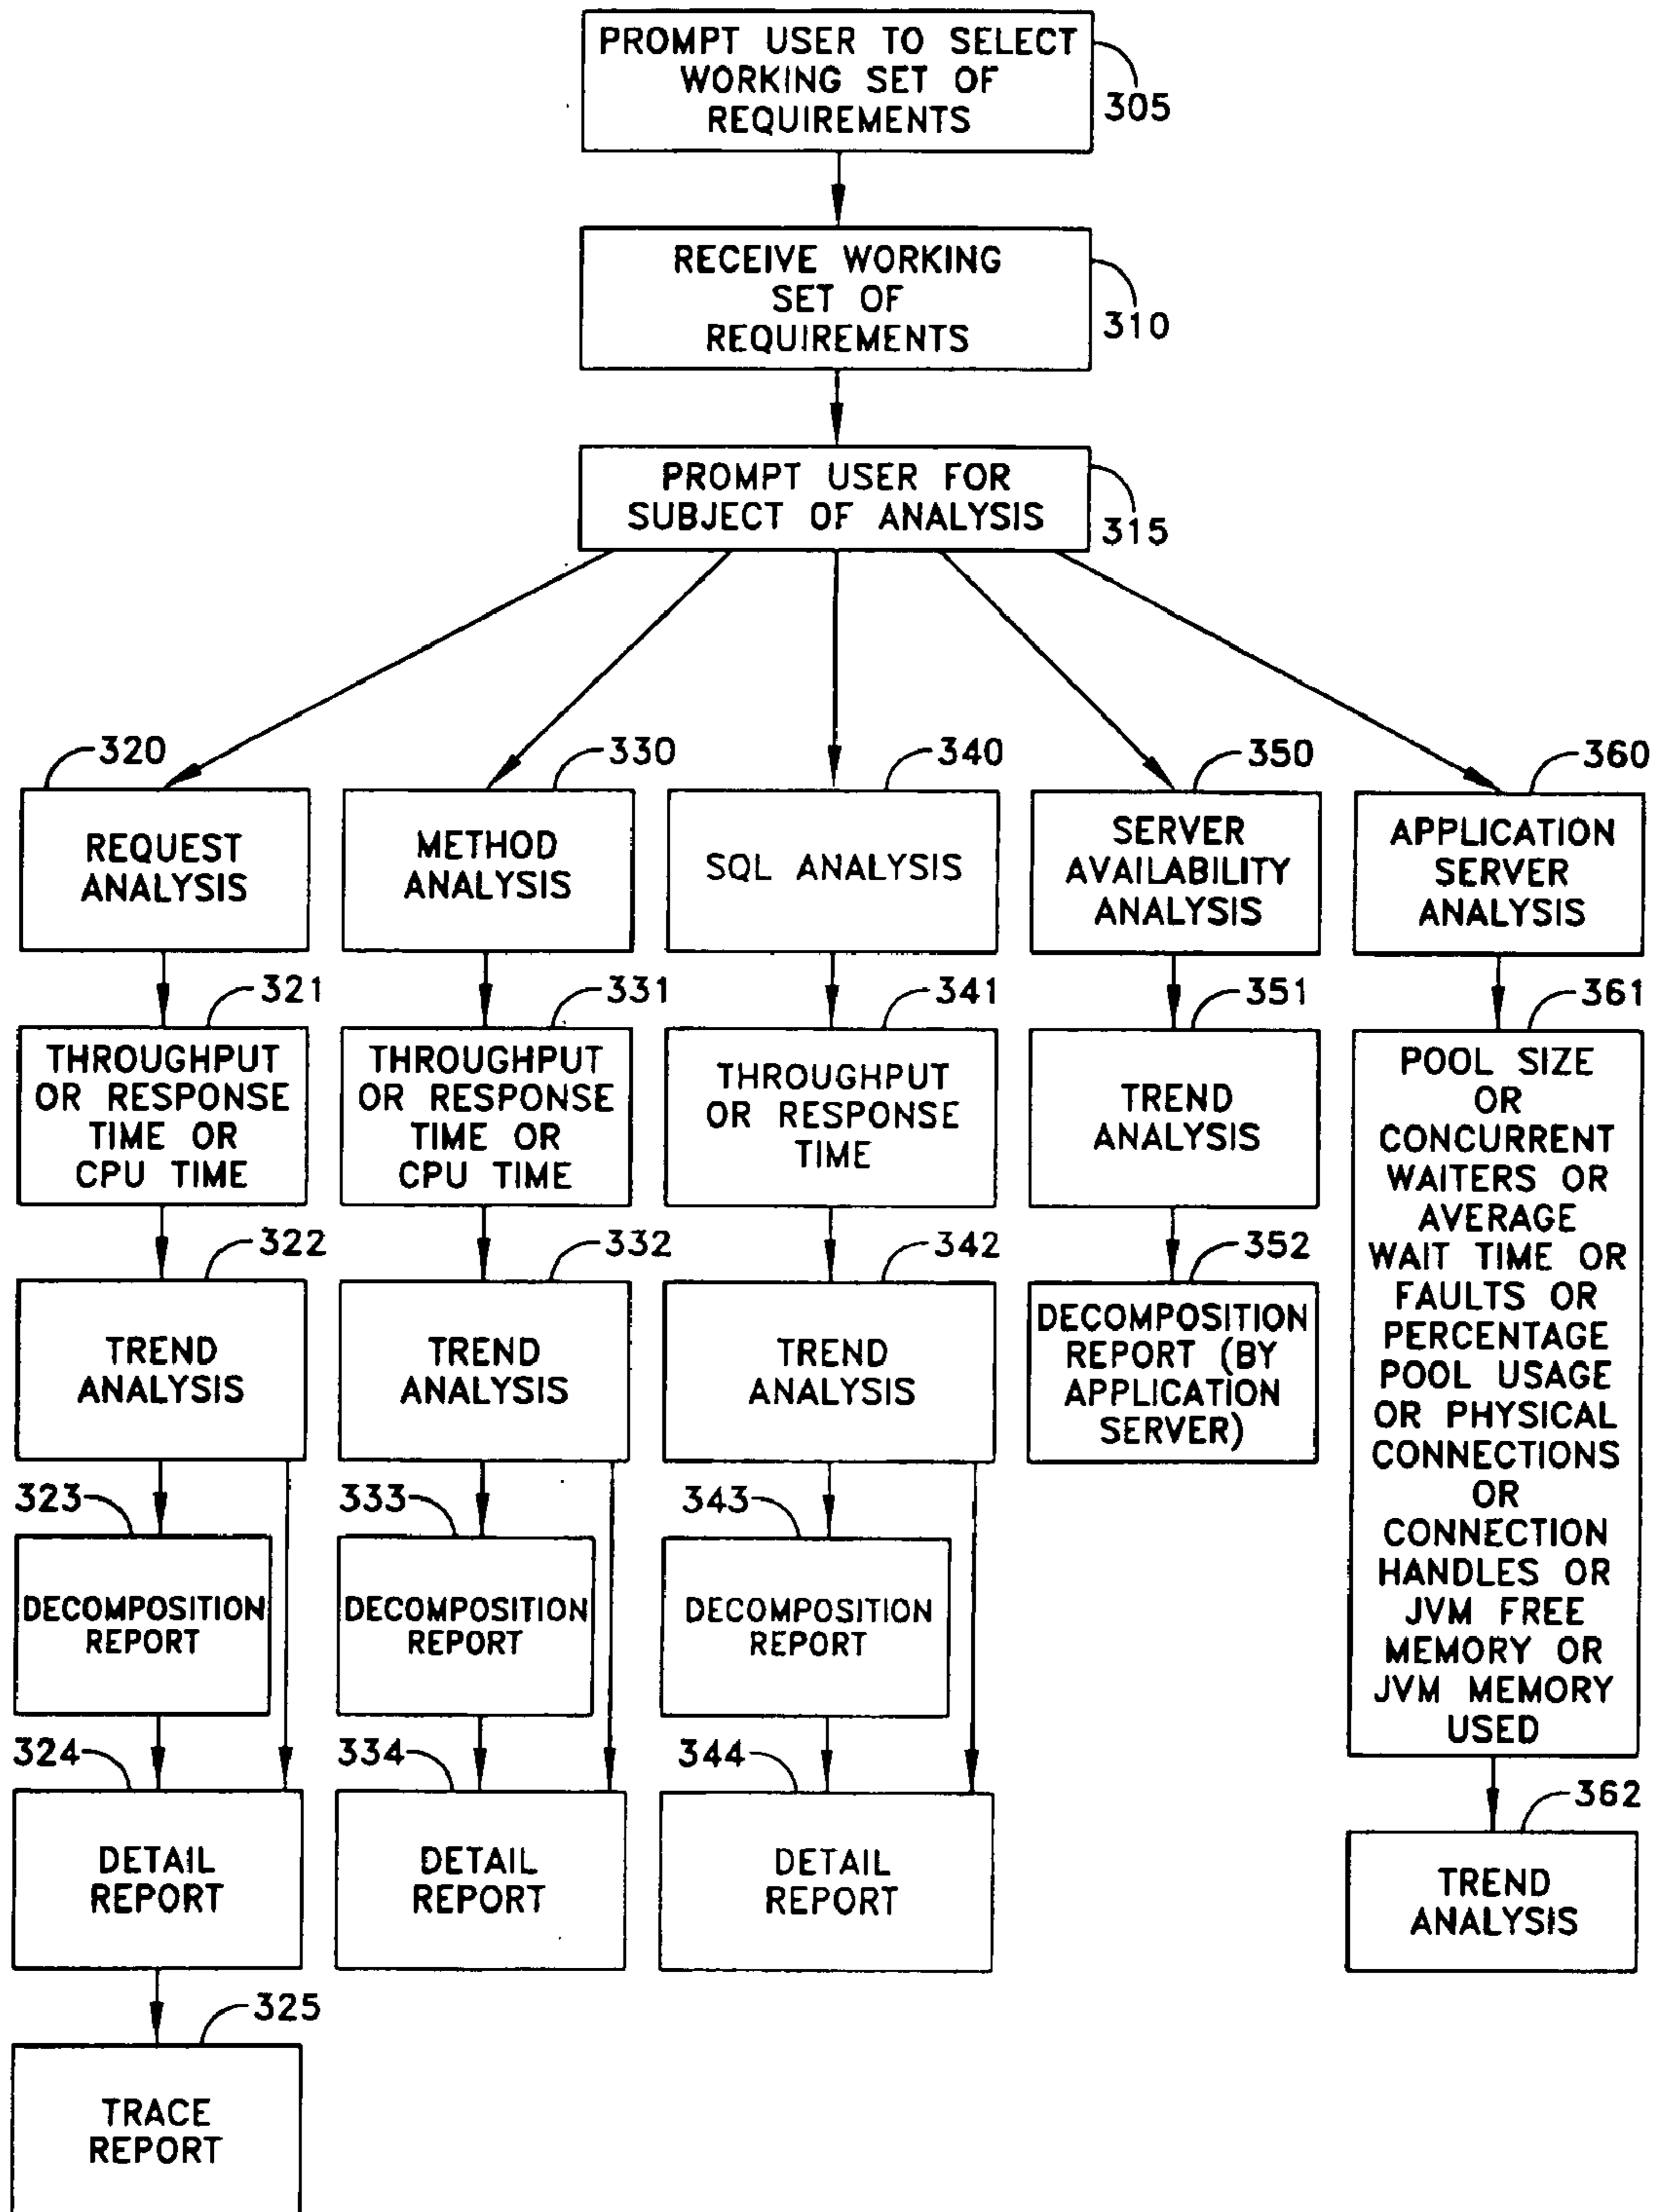 PROMPT USER TO SELECT
WORKING SET OF
REQUIREMENTS
305
RECEIVE WORKING
SET OF
REQUIREMENTS
310
PROMPT USER FOR
SUBJECT OF ANALYSIS
315
320
REQUEST
ANALYSIS
321
THROUGHPUT
OR RESPONSE
TIME OR
CPU TIME
322
TREND
ANALYSIS
323
DECOMPOSITION
REPORT
324
DETAIL
REPORT
325
TRACE
REPORT
330
METHOD
ANALYSIS
331
THROUGHPUT
OR RESPONSE
TIME OR
CPU TIME
332
TREND
ANALYSIS
333
DECOMPOSITION
REPORT
334
DETAIL
REPORT
340
SQL ANALYSIS
341
THROUGHPUT
OR RESPONSE
TIME
342
TREND
ANALYSIS
343
DECOMPOSITION
REPORT
344
DETAIL
REPORT
350
SERVER
AVAILABILITY
ANALYSIS
351
TREND
ANALYSIS
352
DECOMPOSITION
REPORT (BY
APPLICATION
SERVER)
360
APPLICATION
SERVER
ANALYSIS
361
POOL SIZE
OR
CONCURRENT
WAITERS OR
AVERAGE
WAIT TIME OR
FAULTS OR
PERCENTAGE
POOL USAGE
OR PHYSICAL
CONNECTIONS
OR
CONNECTION
HANDLES OR
JVM FREE
MEMORY OR
JVM MEMORY
USED
362
TREND
ANALYSIS